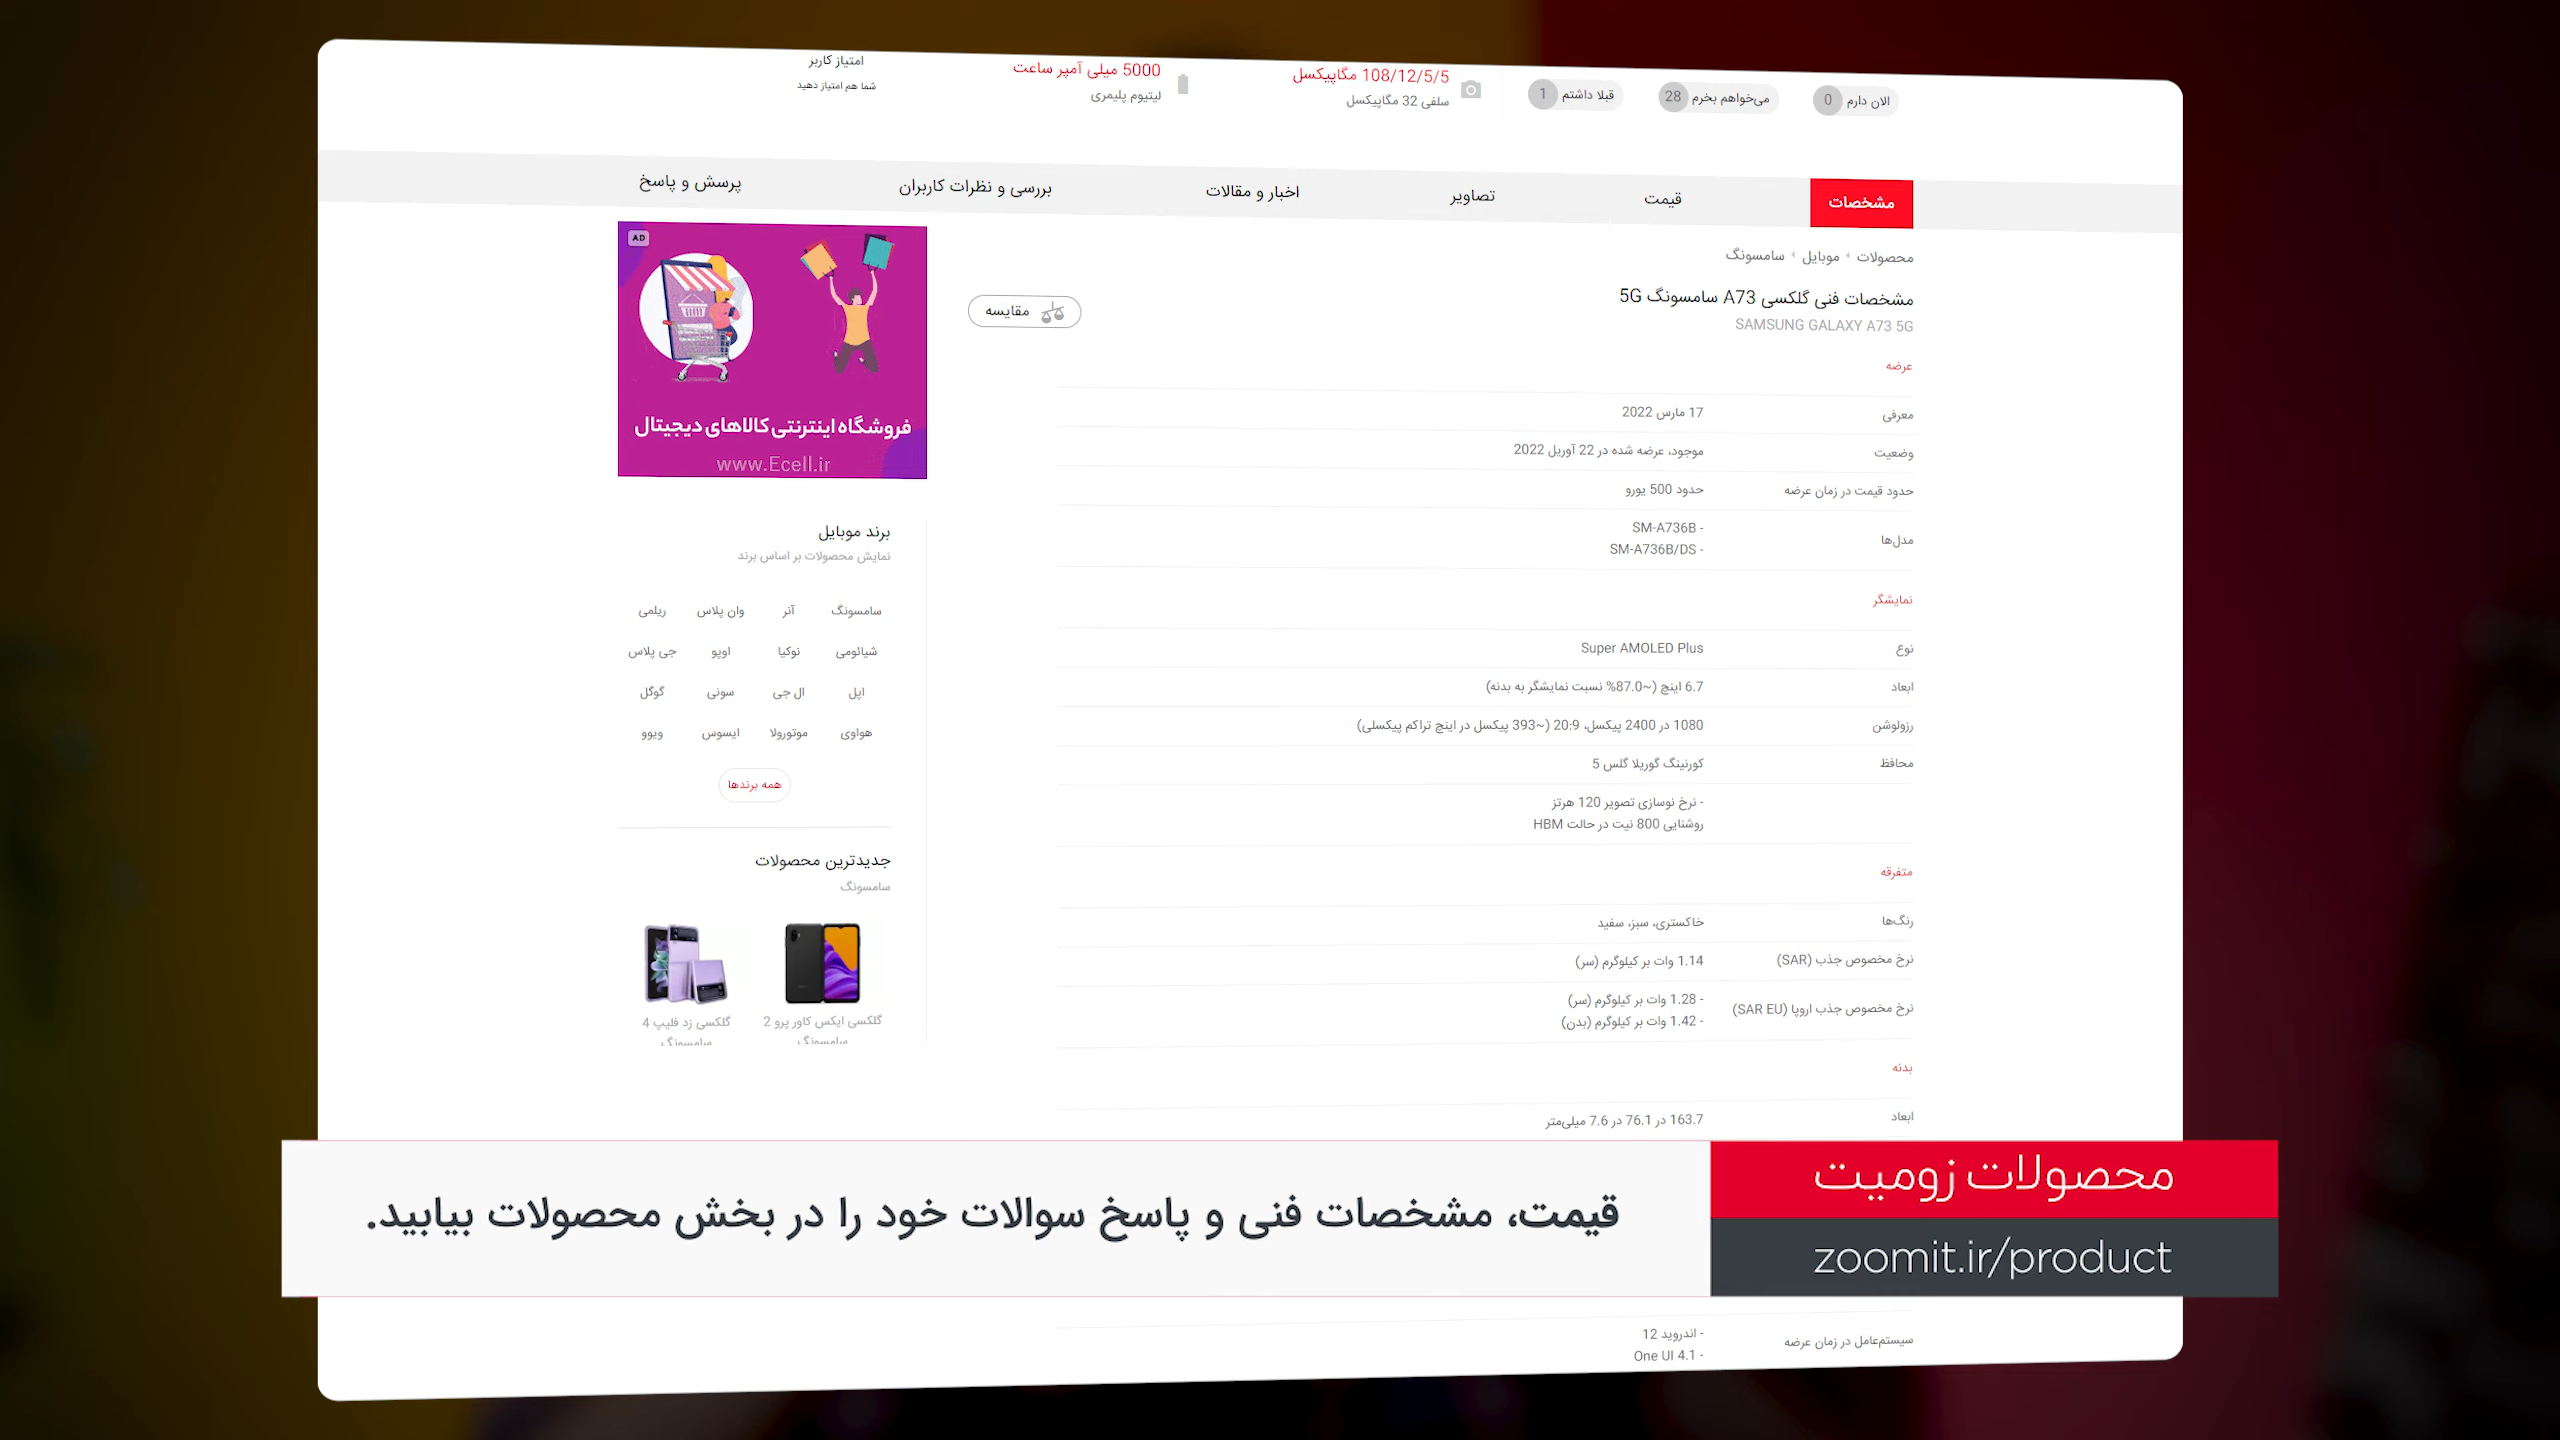 الان دارم 0
می‌خواهم بخرم 28
قبلا داشتم 1
108/12/5/5 مگاپیکسل
سلفی 32 مگاپیکسل
5000 میلی آمپر ساعت
لیتیوم پلیمری
امتیاز کاربر
شما هم امتیاز دهید
مشخصات
قیمت
تصاویر
اخبار و مقالات
بررسی و نظرات کاربران
پرسش و پاسخ
محصولات
موبایل
سامسونگ
مشخصات فنی گلکسی A73 سامسونگ 5G
SAMSUNG GALAXY A73 5G
مقایسه
عرضه
معرفی 17 مارس 2022
وضعیت موجود، عرضه شده در 22 آوریل 2022
حدود قیمت در زمان عرضه حدود 500 یورو
مدل‌ها
- SM-A736B
- SM-A736B/DS
نمایشگر
نوع Super AMOLED Plus
ابعاد 6.7 اینچ (~87.0% نسبت نمایشگر به بدنه)
رزولوشن 1080 در 2400 پیکسل، 20:9 (~393 پیکسل در اینچ تراکم پیکسلی)
محافظ کورنینگ گوریلا گلس 5
- نرخ نوسازی تصویر 120 هرتز
روشنایی 800 نیت در حالت HBM
متفرقه
رنگ‌ها خاکستری، سبز، سفید
نرخ مخصوص جذب (SAR) 1.14 وات بر کیلوگرم (سر)
نرخ مخصوص جذب اروپا (SAR EU)
- 1.28 وات بر کیلوگرم (سر)
- 1.42 وات بر کیلوگرم (بدن)
بدنه
ابعاد 163.7 در 76.1 در 7.6 میلی‌متر
سیستم‌عامل در زمان عرضه
- اندروید 12
- One UI 4.1
AD
فروشگاه اینترنتی کالاهای دیجیتال
www.Ecell.ir
برند موبایل
نمایش محصولات بر اساس برند
سامسونگ آنر وان پلاس ریلمی
شیائومی نوکیا اوپو جی پلاس
اپل ال جی سونی گوگل
هواوی موتورولا ایسوس ویوو
همه برندها
جدیدترین محصولات
سامسونگ
گلکسی ایکس کاور پرو 2
سامسونگ
گلکسی زد فلیپ 4
سامسونگ
محصولات زومیت
zoomit.ir/product
قیمت، مشخصات فنی و پاسخ سوالات خود را در بخش محصولات بیابید.